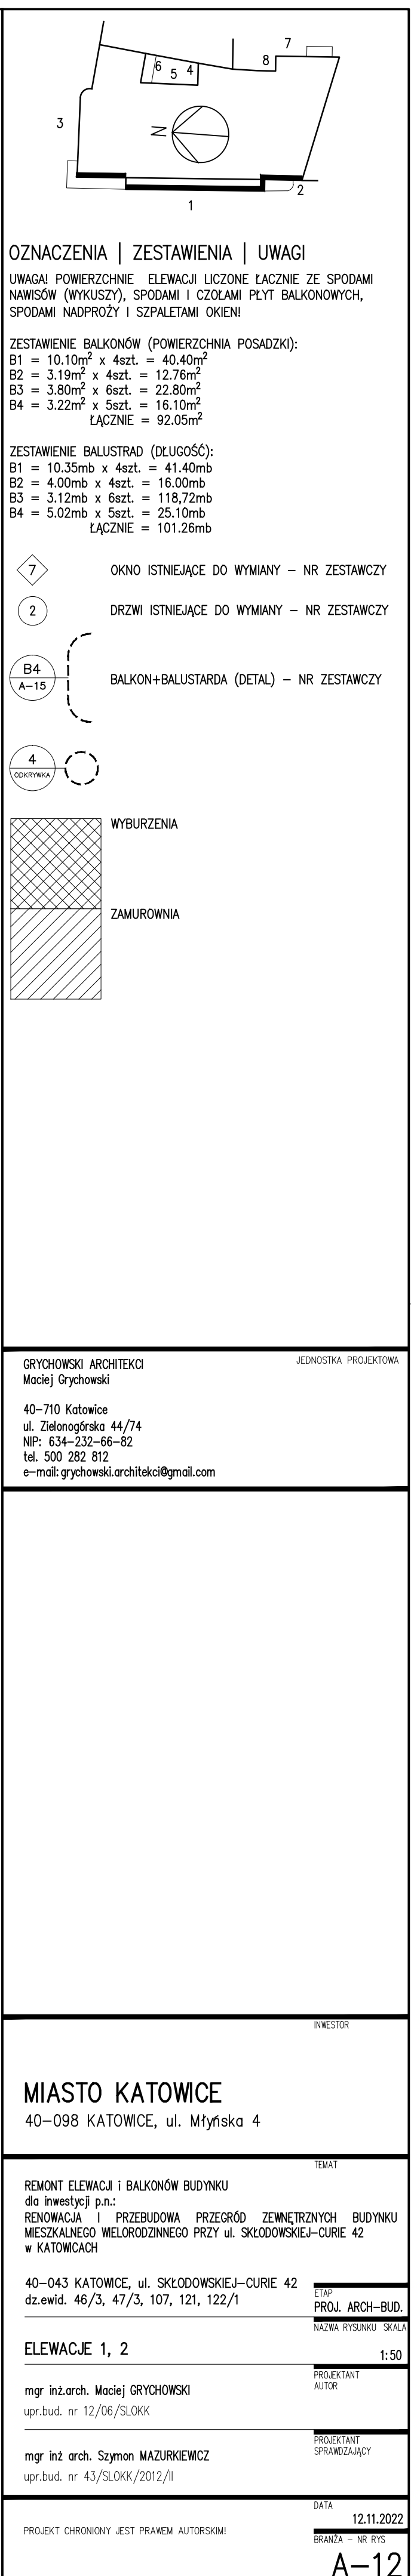 7
8
6
5
4
3
N
2
1
OZNACZENIA | ZESTAWIENIA | UWAGI
UWAGA! POWIERZCHNIE ELEWACJI LICZONE ŁACZNIE ZE SPODAMI
NAWISÓW (WYKUSZY), SPODAMI I CZOŁAMI PŁYT BALKONOWYCH,
SPODAMI NADPROŻY I SZPALETAMI OKIEN!
ZESTAWIENIE BALKONÓW (POWIERZCHNIA POSADZKI):
B1 = 10.10m² x 4szt. = 40.40m²
B2 = 3.19m² x 4szt. = 12.76m²
B3 = 3.80m² x 6szt. = 22.80m²
B4 = 3.22m² x 5szt. = 16.10m²
ŁĄCZNIE = 92.05m²
ZESTAWIENIE BALUSTRAD (DŁUGOŚĆ):
B1 = 10.35mb x 4szt. = 41.40mb
B2 = 4.00mb x 4szt. = 16.00mb
B3 = 3.12mb x 6szt. = 118,72mb
B4 = 5.02mb x 5szt. = 25.10mb
ŁĄCZNIE = 101.26mb
7 OKNO ISTNIEJĄCE DO WYMIANY – NR ZESTAWCZY
2 DRZWI ISTNIEJĄCE DO WYMIANY – NR ZESTAWCZY
B4
A-15
BALKON+BALUSTARDA (DETAL) – NR ZESTAWCZY
4
ODKRYWKA
WYBURZENIA
ZAMUROWNIA
JEDNOSTKA PROJEKTOWA
GRYCHOWSKI ARCHITEKCI
Maciej Grychowski
40-710 Katowice
ul. Zielonogórska 44/74
NIP: 634-232-66-82
tel. 500 282 812
e-mail: grychowski.architekci@gmail.com
INWESTOR
MIASTO KATOWICE
40-098 KATOWICE, ul. Młyńska 4
TEMAT
REMONT ELEWACJI i BALKONÓW BUDYNKU
dla inwestycji p.n.:
RENOWACJA I PRZEBUDOWA PRZEGRÓD ZEWNĘTRZNYCH BUDYNKU
MIESZKALNEGO WIELORODZINNEGO PRZY ul. SKŁODOWSKIEJ-CURIE 42
w KATOWICACH
40-043 KATOWICE, ul. SKŁODOWSKIEJ-CURIE 42
dz.ewid. 46/3, 47/3, 107, 121, 122/1
ETAP
PROJ. ARCH-BUD.
NAZWA RYSUNKU SKALA
ELEWACJE 1, 2
1:50
PROJEKTANT
AUTOR
mgr inż.arch. Maciej GRYCHOWSKI
upr.bud. nr 12/06/SLOKK
PROJEKTANT
SPRAWDZAJĄCY
mgr inż arch. Szymon MAZURKIEWICZ
upr.bud. nr 43/SLOKK/2012/II
DATA
12.11.2022
PROJEKT CHRONIONY JEST PRAWEM AUTORSKIM!
BRANŻA – NR RYS
A-12